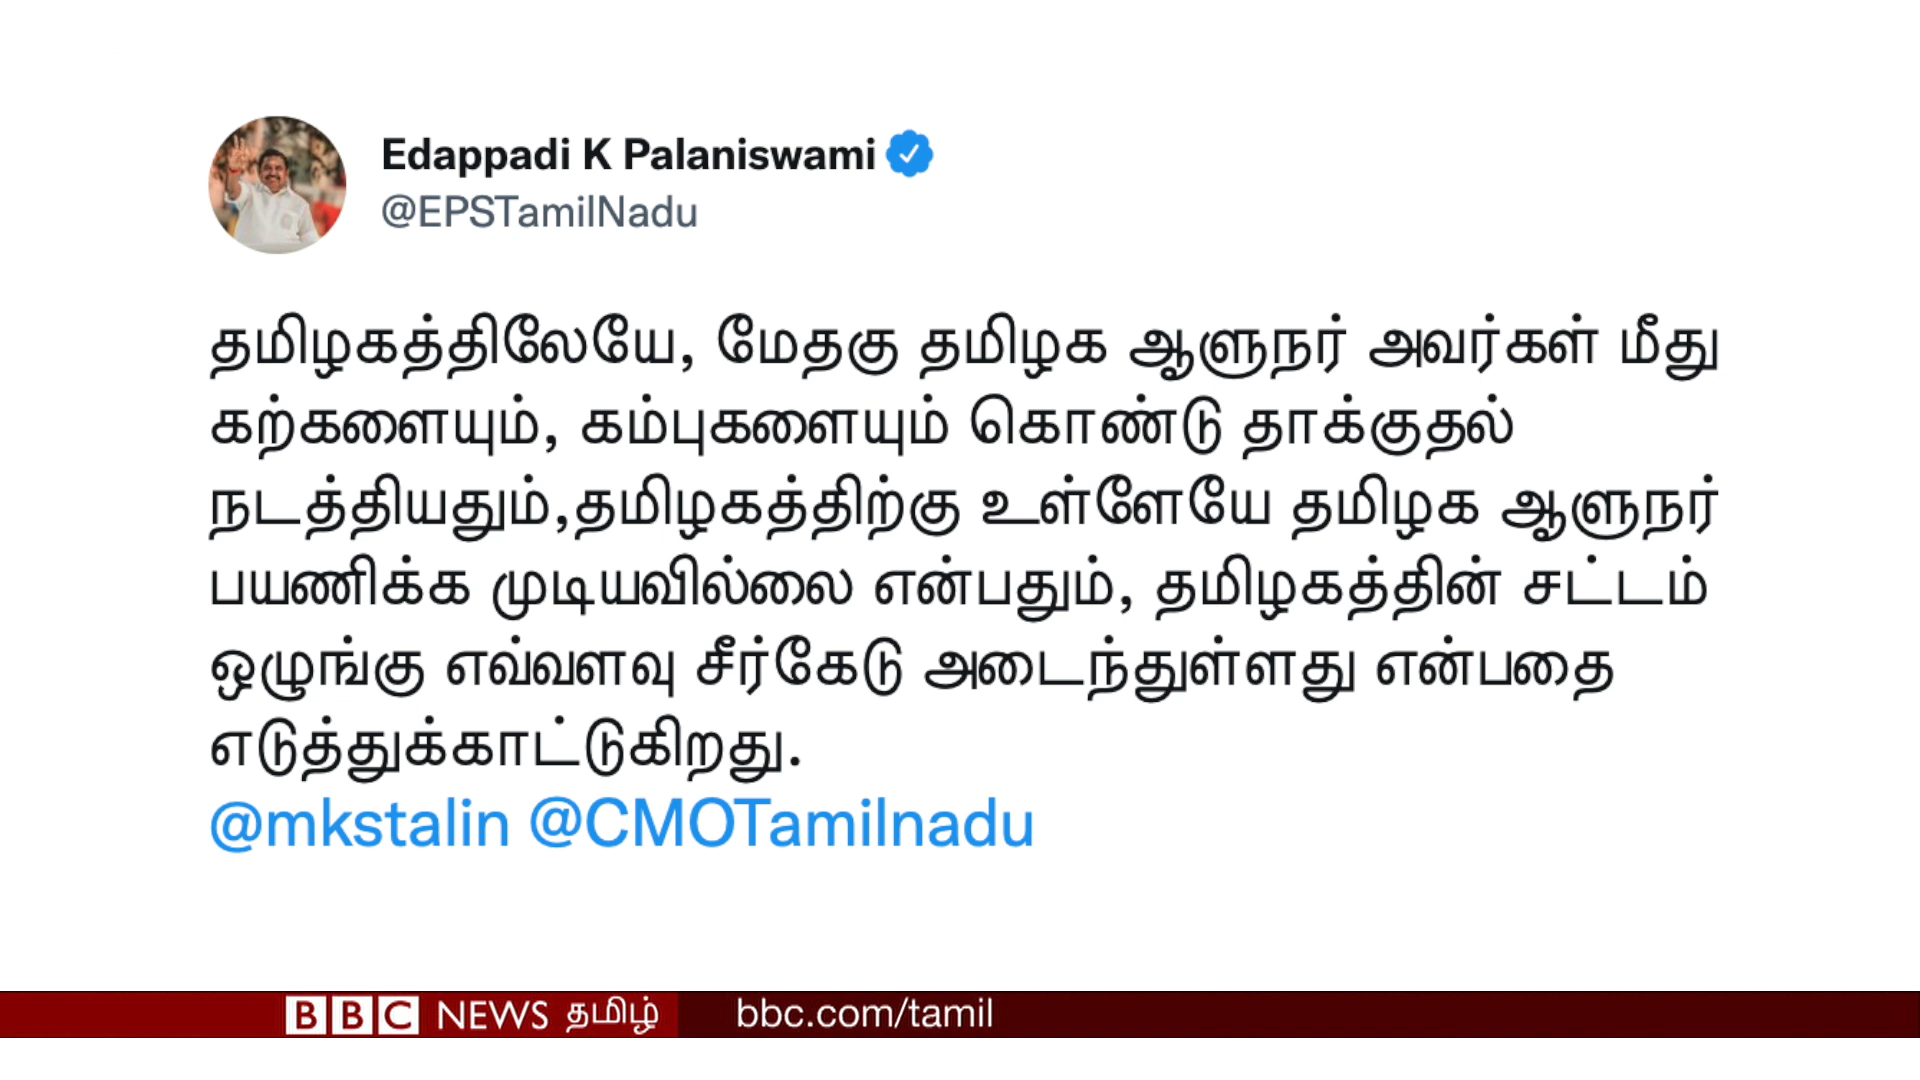 Edappadi K Palaniswami
@EPSTamilNadu
தமிழகத்திலேயே, மேதகு தமிழக ஆளுநர் அவர்கள் மீது
கற்களையும், கம்புகளையும் கொண்டு தாக்குதல்
நடத்தியதும்,தமிழகத்திற்கு உள்ளேயே தமிழக ஆளுநர்
பயணிக்க முடியவில்லை என்பதும், தமிழகத்தின் சட்டம்
ஒழுங்கு எவ்வளவு சீர்கேடு அடைந்துள்ளது என்பதை
எடுத்துக்காட்டுகிறது.
@mkstalin @CMOTamilnadu
BBC NEWS தமிழ் bbc.com/tamil